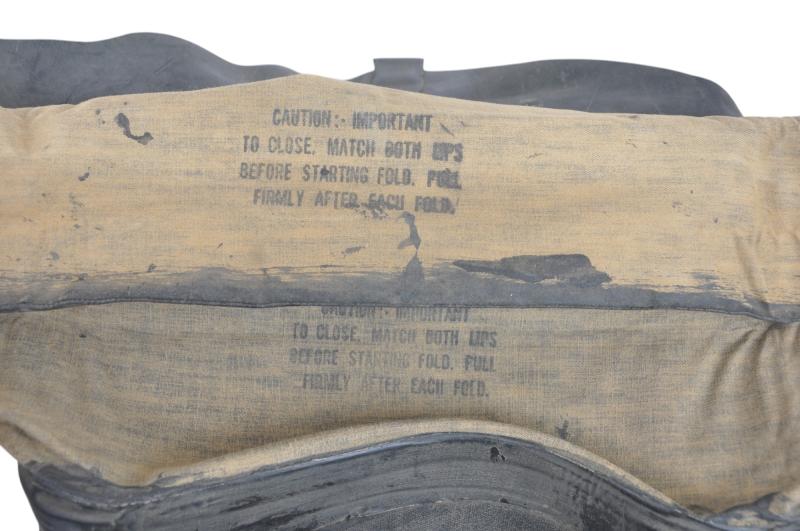 CAUTION:- IMPORTANT
TO CLOSE. MATCH BOTH LIPS
BEFORE STARTING FOLD. PULL
FIRMLY AFTER EACH FOLD.
CAUTION:- IMPORTANT
TO CLOSE. MATCH BOTH LIPS
BEFORE STARTING FOLD. PULL
FIRMLY AFTER EACH FOLD.